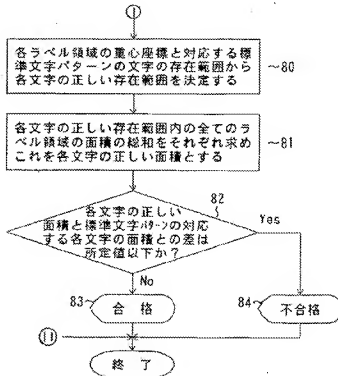 ①
各ラベル領域の重心座標と対応する標
準文字パターンの文字の存在範囲から
各文字の正しい存在範囲を決定する
80
各文字の正しい存在範囲内の全てのラ
ベル領域の面積の総和をそれぞれ求め
これを各文字の正しい面積とする
81
82
各文字の正しい
面積と標準文字パターンの対応
する各文字の面積との差は
所定値以下か?
Yes
No
83
合格
84
不合格
⑪
終了